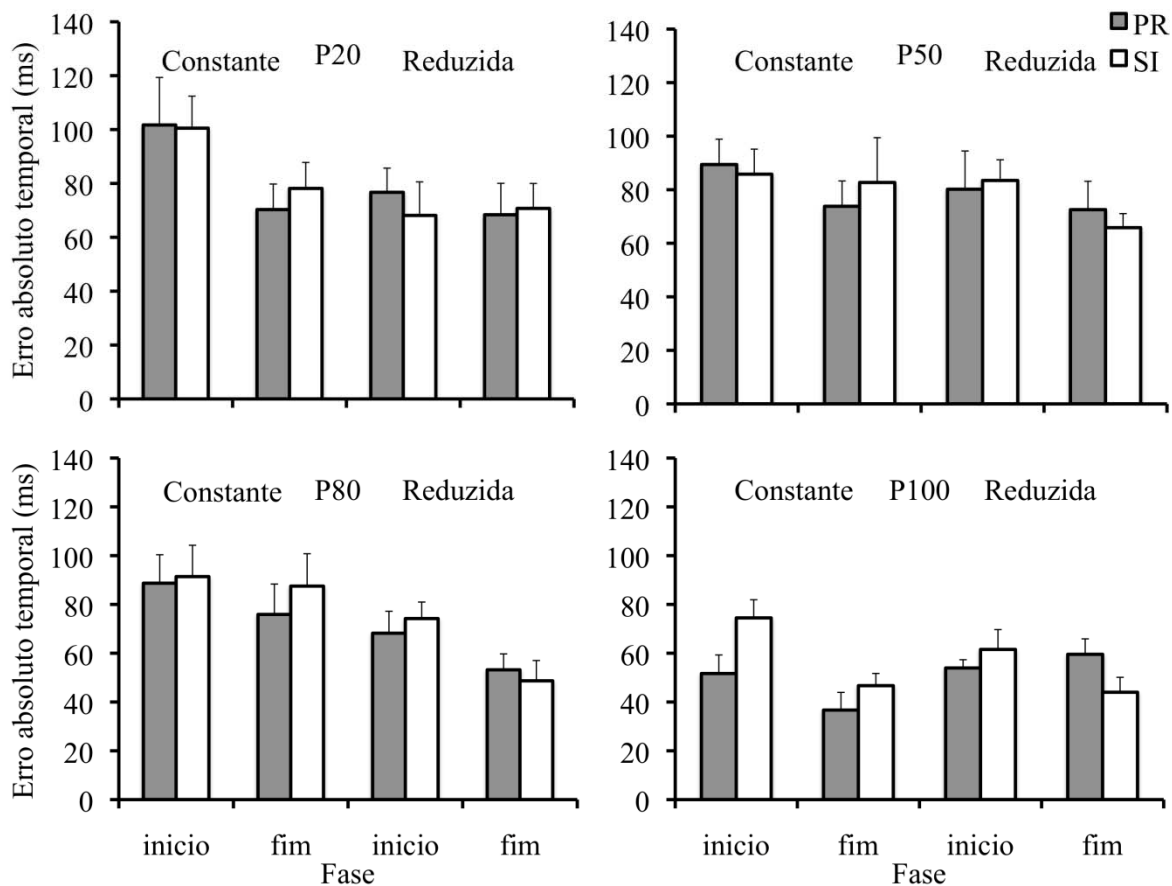 Erro absoluto temporal (ms)
140
120
100
80
60
40
20
0
Constante P20 Reduzida
140
120
100
80
60
40
20
0
Constante P50 Reduzida
PR
SI
Erro absoluto temporal (ms)
140
120
100
80
60
40
20
0
Constante P80 Reduzida
inicio fim inicio fim
Fase
140
120
100
80
60
40
20
0
Constante P100 Reduzida
inicio fim inicio fim
Fase